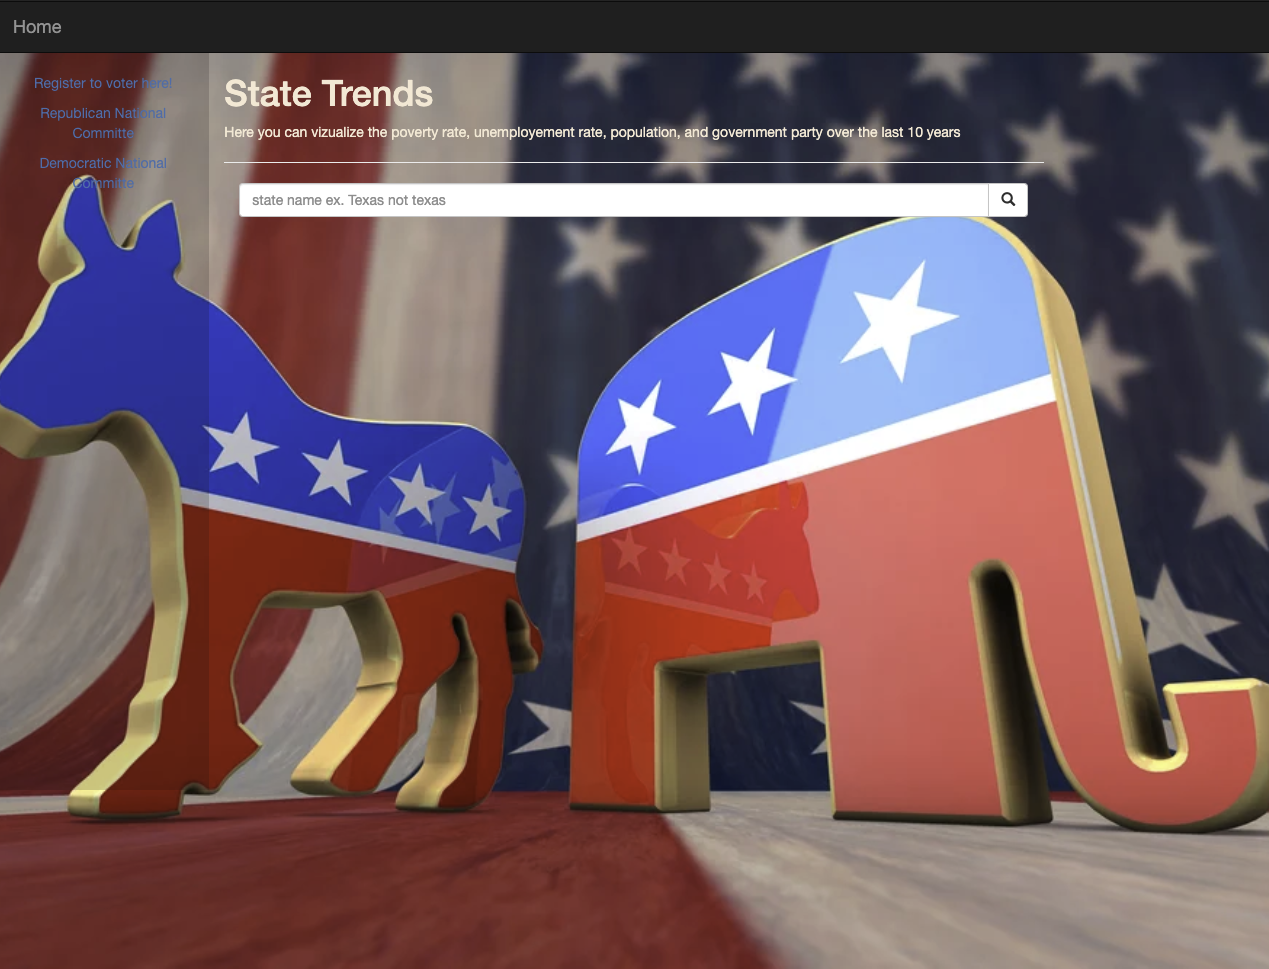 Home
Register to voter here!
Republican National
Committe
Democratic National
Committe
State Trends
Here you can vizualize the poverty rate, unemployement rate, population, and government party over the last 10 years
state name ex. Texas not texas